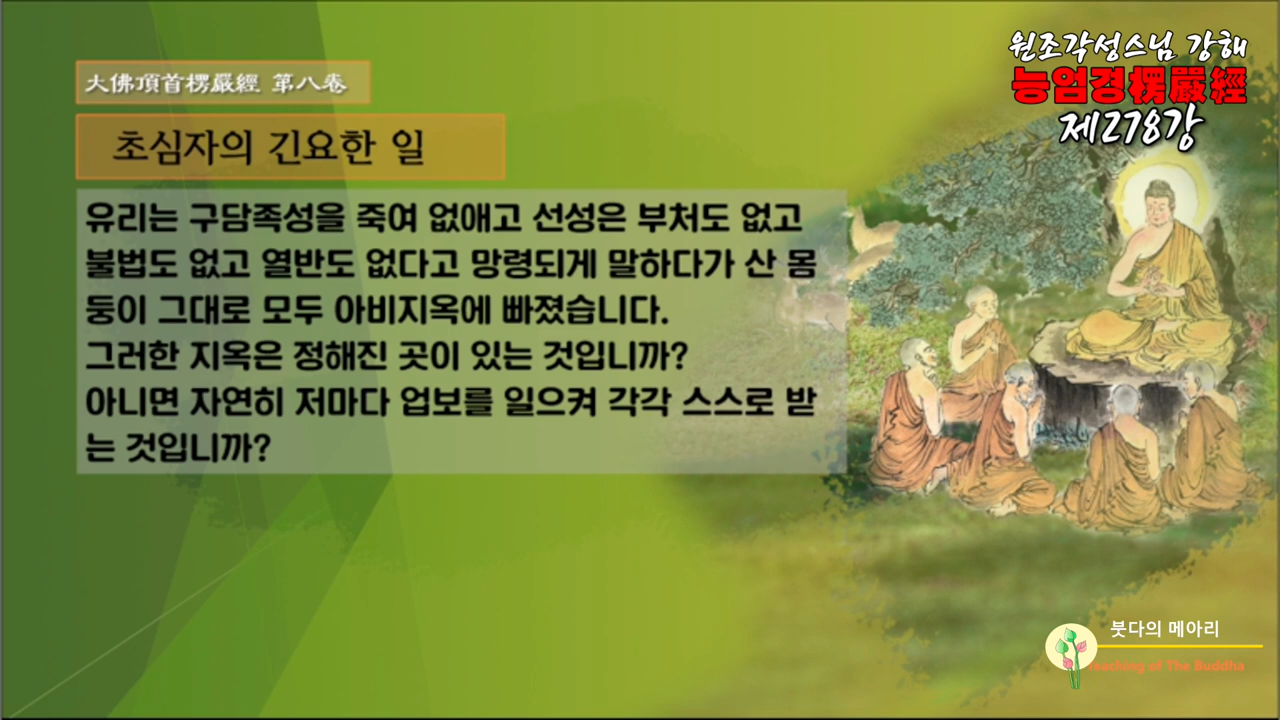 大佛頂首楞嚴經 第八卷
초심자의 긴요한 일
유리는 구담족성을 죽여 없애고 선성은 부처도 없고
불법도 없고 열반도 없다고 망령되게 말하다가 산 몸
둥이 그대로 모두 아비지옥에 빠졌습니다.
그러한 지옥은 정해진 곳이 있는 것입니까?
아니면 자연히 저마다 업보를 일으켜 각각 스스로 받
는 것입니까?
원조각성스님 강해
능엄경楞嚴經
제278강
붓다의 메아리
Teaching of The Buddha